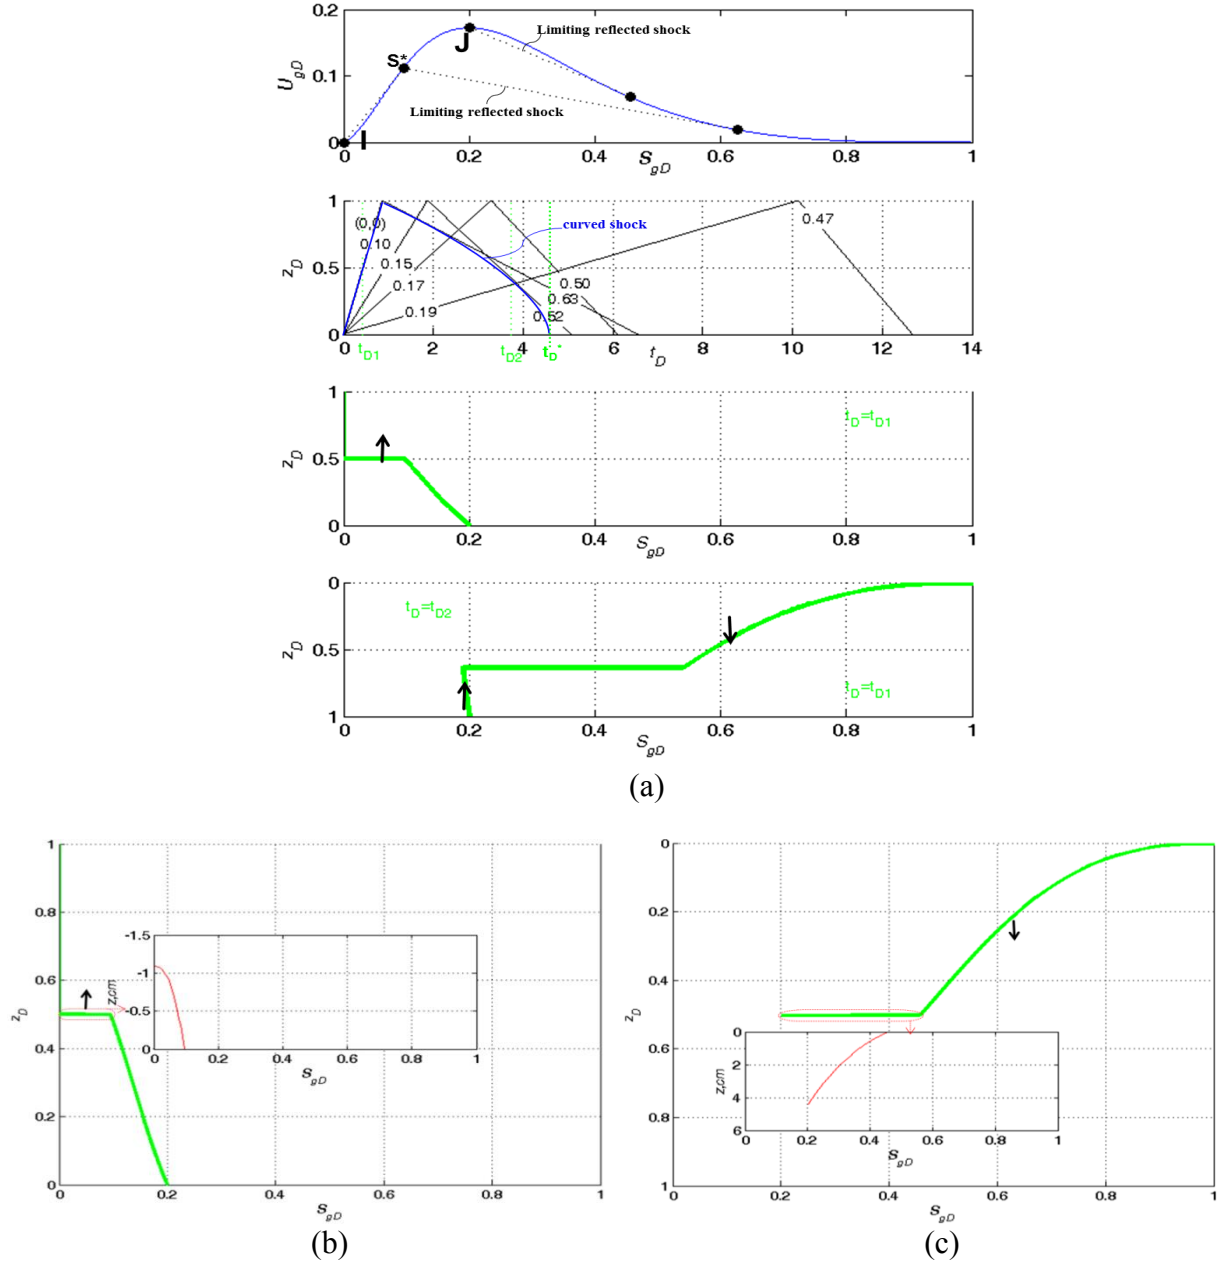 0.2
0.1
0
U_gD
S*
J
I
Limiting reflected shock
Limiting reflected shock
0 0.2 0.4 0.6 0.8 1
S_gD
1
0.5
0
z_D
(0,0)
0.10
0.15
0.17
0.19
curved shock
0.47
0.50
0.63
0.52
0 2 4 6 8 10 12 14
t_D1 t_D2 t_D* t_D
1
0.5
0
z_D
t_D=t_D1
0 0.2 0.4 0.6 0.8 1
S_gD
0
0.5
1
z_D
t_D=t_D2
t_D=t_D1
0 0.2 0.4 0.6 0.8 1
S_gD
(a)
1
0.8
0.6
0.4
0.2
0
z_D
-1.5
-1
-0.5
0
z,cm
0 0.2 0.4 0.6 0.8 1
S_gD
0 0.2 0.4 0.6 0.8 1
S_gD
(b)
0
0.2
0.4
0.6
0.8
1
z_D
0
2
4
6
z,cm
0 0.2 0.4 0.6 0.8 1
S_gD
0 0.2 0.4 0.6 0.8 1
S_gD
(c)